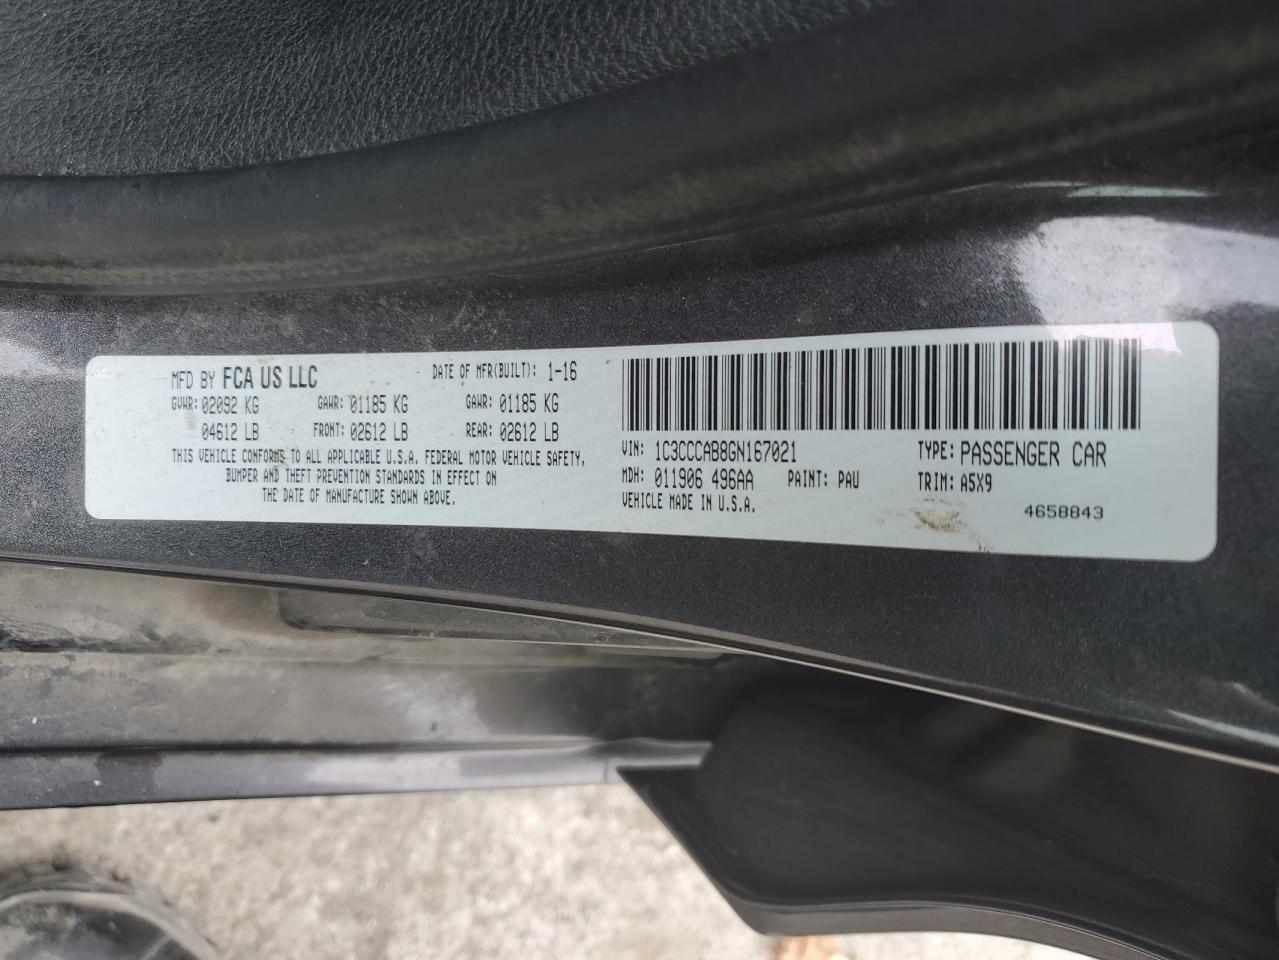 MFD BY FCA US LLC DATE OF MFR(BUILT): 1-16
GVWR: 02092 KG GAWR: 01185 KG GAWR: 01185 KG
04612 LB FRONT: 02612 LB REAR: 02612 LB
THIS VEHICLE CONFORMS TO ALL APPLICABLE U.S.A. FEDERAL MOTOR VEHICLE SAFETY,
BUMPER AND THEFT PREVENTION STANDARDS IN EFFECT ON
THE DATE OF MANUFACTURE SHOWN ABOVE.
VIN: 1C3CCCAB8GN167021 TYPE: PASSENGER CAR
MDH: 011906 496AA PAINT: PAU TRIM: A5X9
VEHICLE MADE IN U.S.A.
4658843